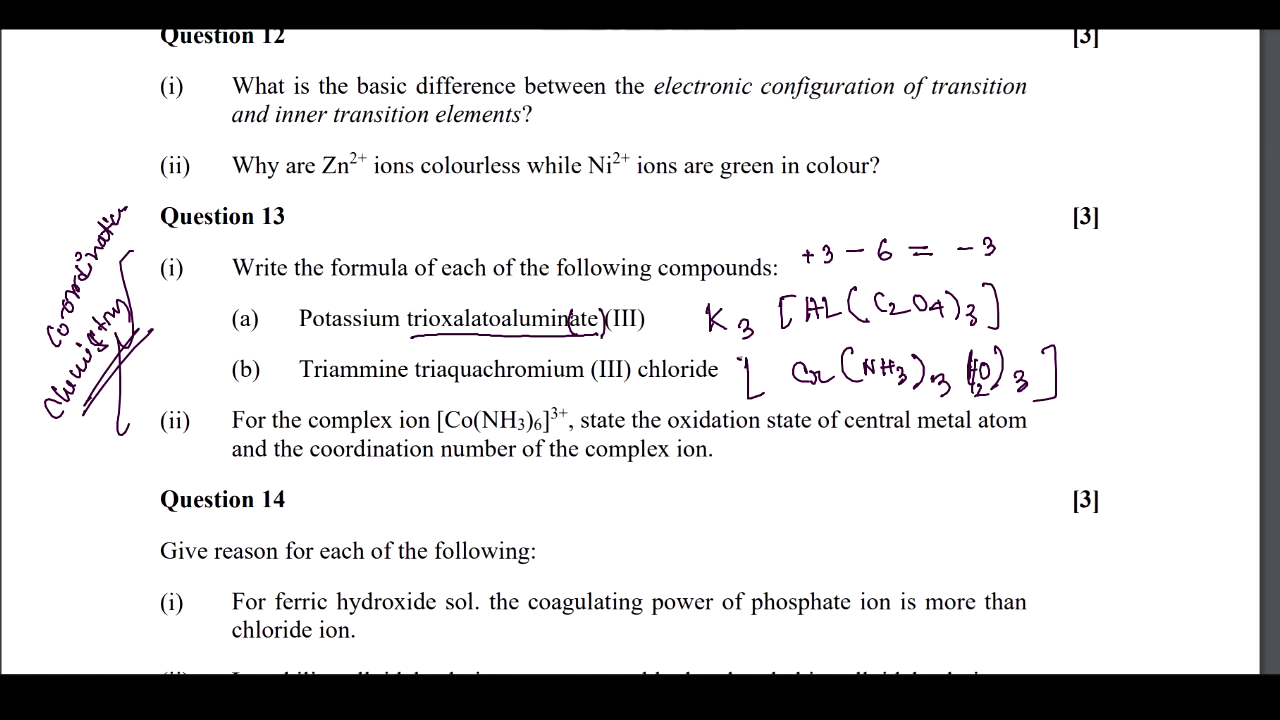 Question 12 [3]
(i) What is the basic difference between the electronic configuration of transition
and inner transition elements?
(ii) Why are Zn²⁺ ions colourless while Ni²⁺ ions are green in colour?
Question 13 [3]
Coordination
Chemistry
+3 - 6 = -3
(i) Write the formula of each of the following compounds:
(a) Potassium trioxalatoaluminate(III) K₃ [Al(C₂O₄)₃]
(b) Triammine triaquachromium (III) chloride [Cr(NH₃)₃(H₂O)₃]
(ii) For the complex ion [Co(NH₃)₆]³⁺, state the oxidation state of central metal atom
and the coordination number of the complex ion.
Question 14 [3]
Give reason for each of the following:
(i) For ferric hydroxide sol. the coagulating power of phosphate ion is more than
chloride ion.